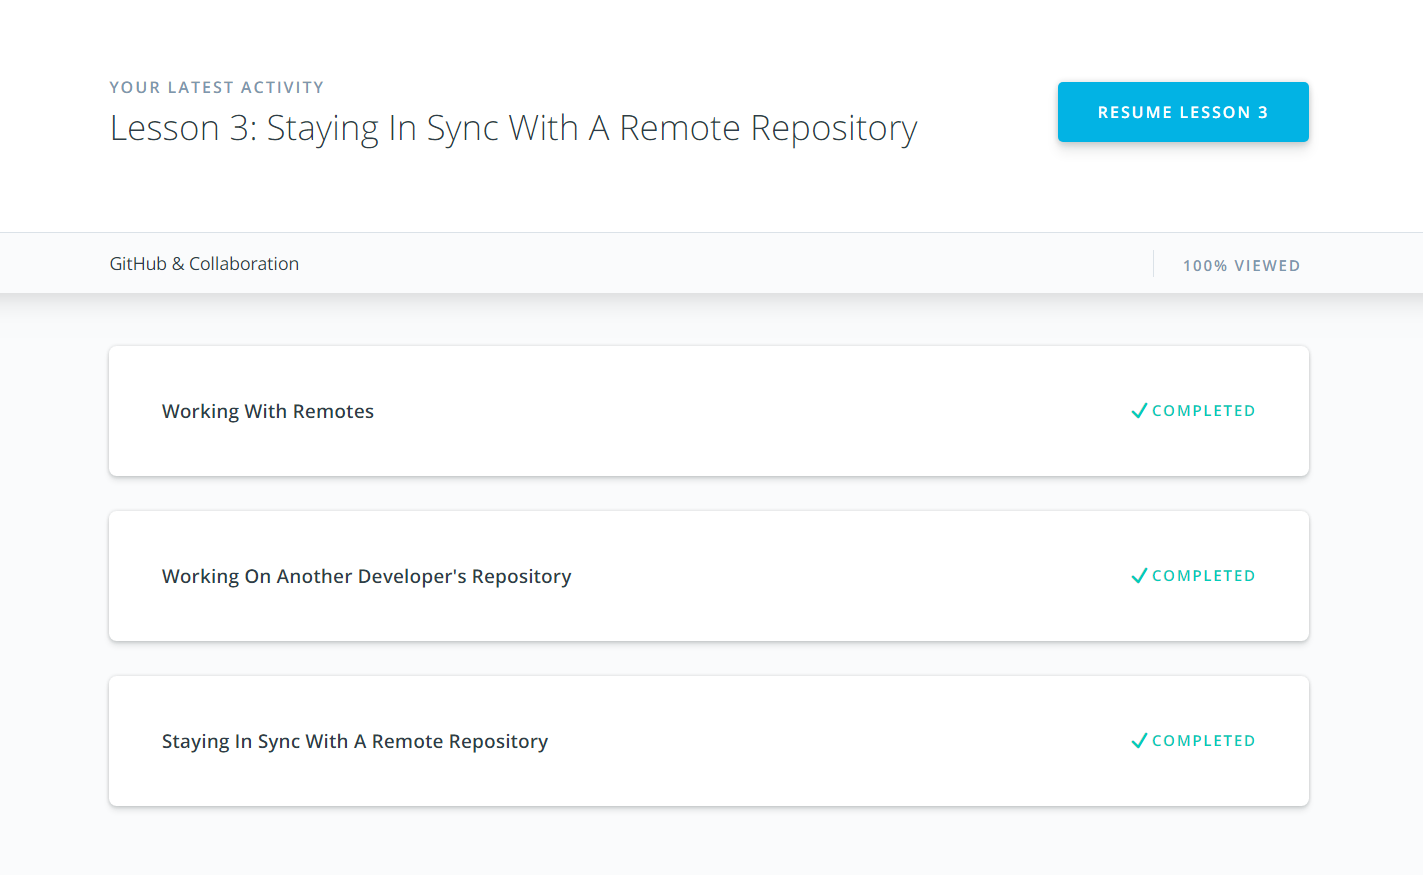 YOUR LATEST ACTIVITY
Lesson 3: Staying In Sync With A Remote Repository
RESUME LESSON 3
GitHub & Collaboration
100% VIEWED
Working With Remotes
COMPLETED
Working On Another Developer's Repository
COMPLETED
Staying In Sync With A Remote Repository
COMPLETED